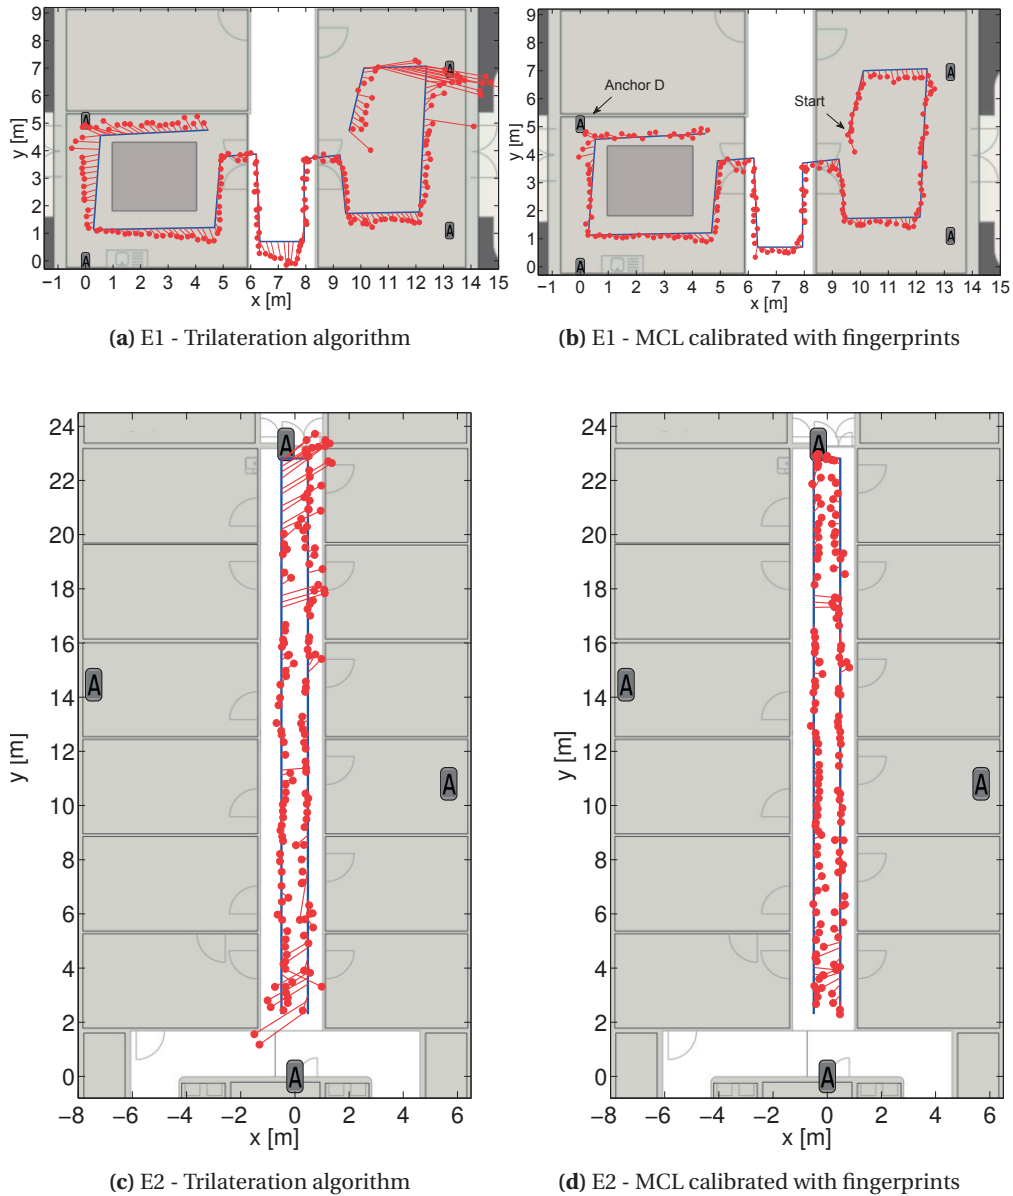 9
8
7
6
5
4
3
2
1
0
y [m]
A
A
A
A
−1 0 1 2 3 4 5 6 7 8 9 10 11 12 13 14 15
x [m]
(a) E1 - Trilateration algorithm
9
8
7
6
5
4
3
2
1
0
y [m]
Anchor D
Start
A
A
A
A
−1 0 1 2 3 4 5 6 7 8 9 10 11 12 13 14 15
x [m]
(b) E1 - MCL calibrated with fingerprints
24
22
20
18
16
14
12
10
8
6
4
2
0
y [m]
A
A
A
A
−8 −6 −4 −2 0 2 4 6
x [m]
(c) E2 - Trilateration algorithm
24
22
20
18
16
14
12
10
8
6
4
2
0
y [m]
A
A
A
A
−8 −6 −4 −2 0 2 4 6
x [m]
(d) E2 - MCL calibrated with fingerprints